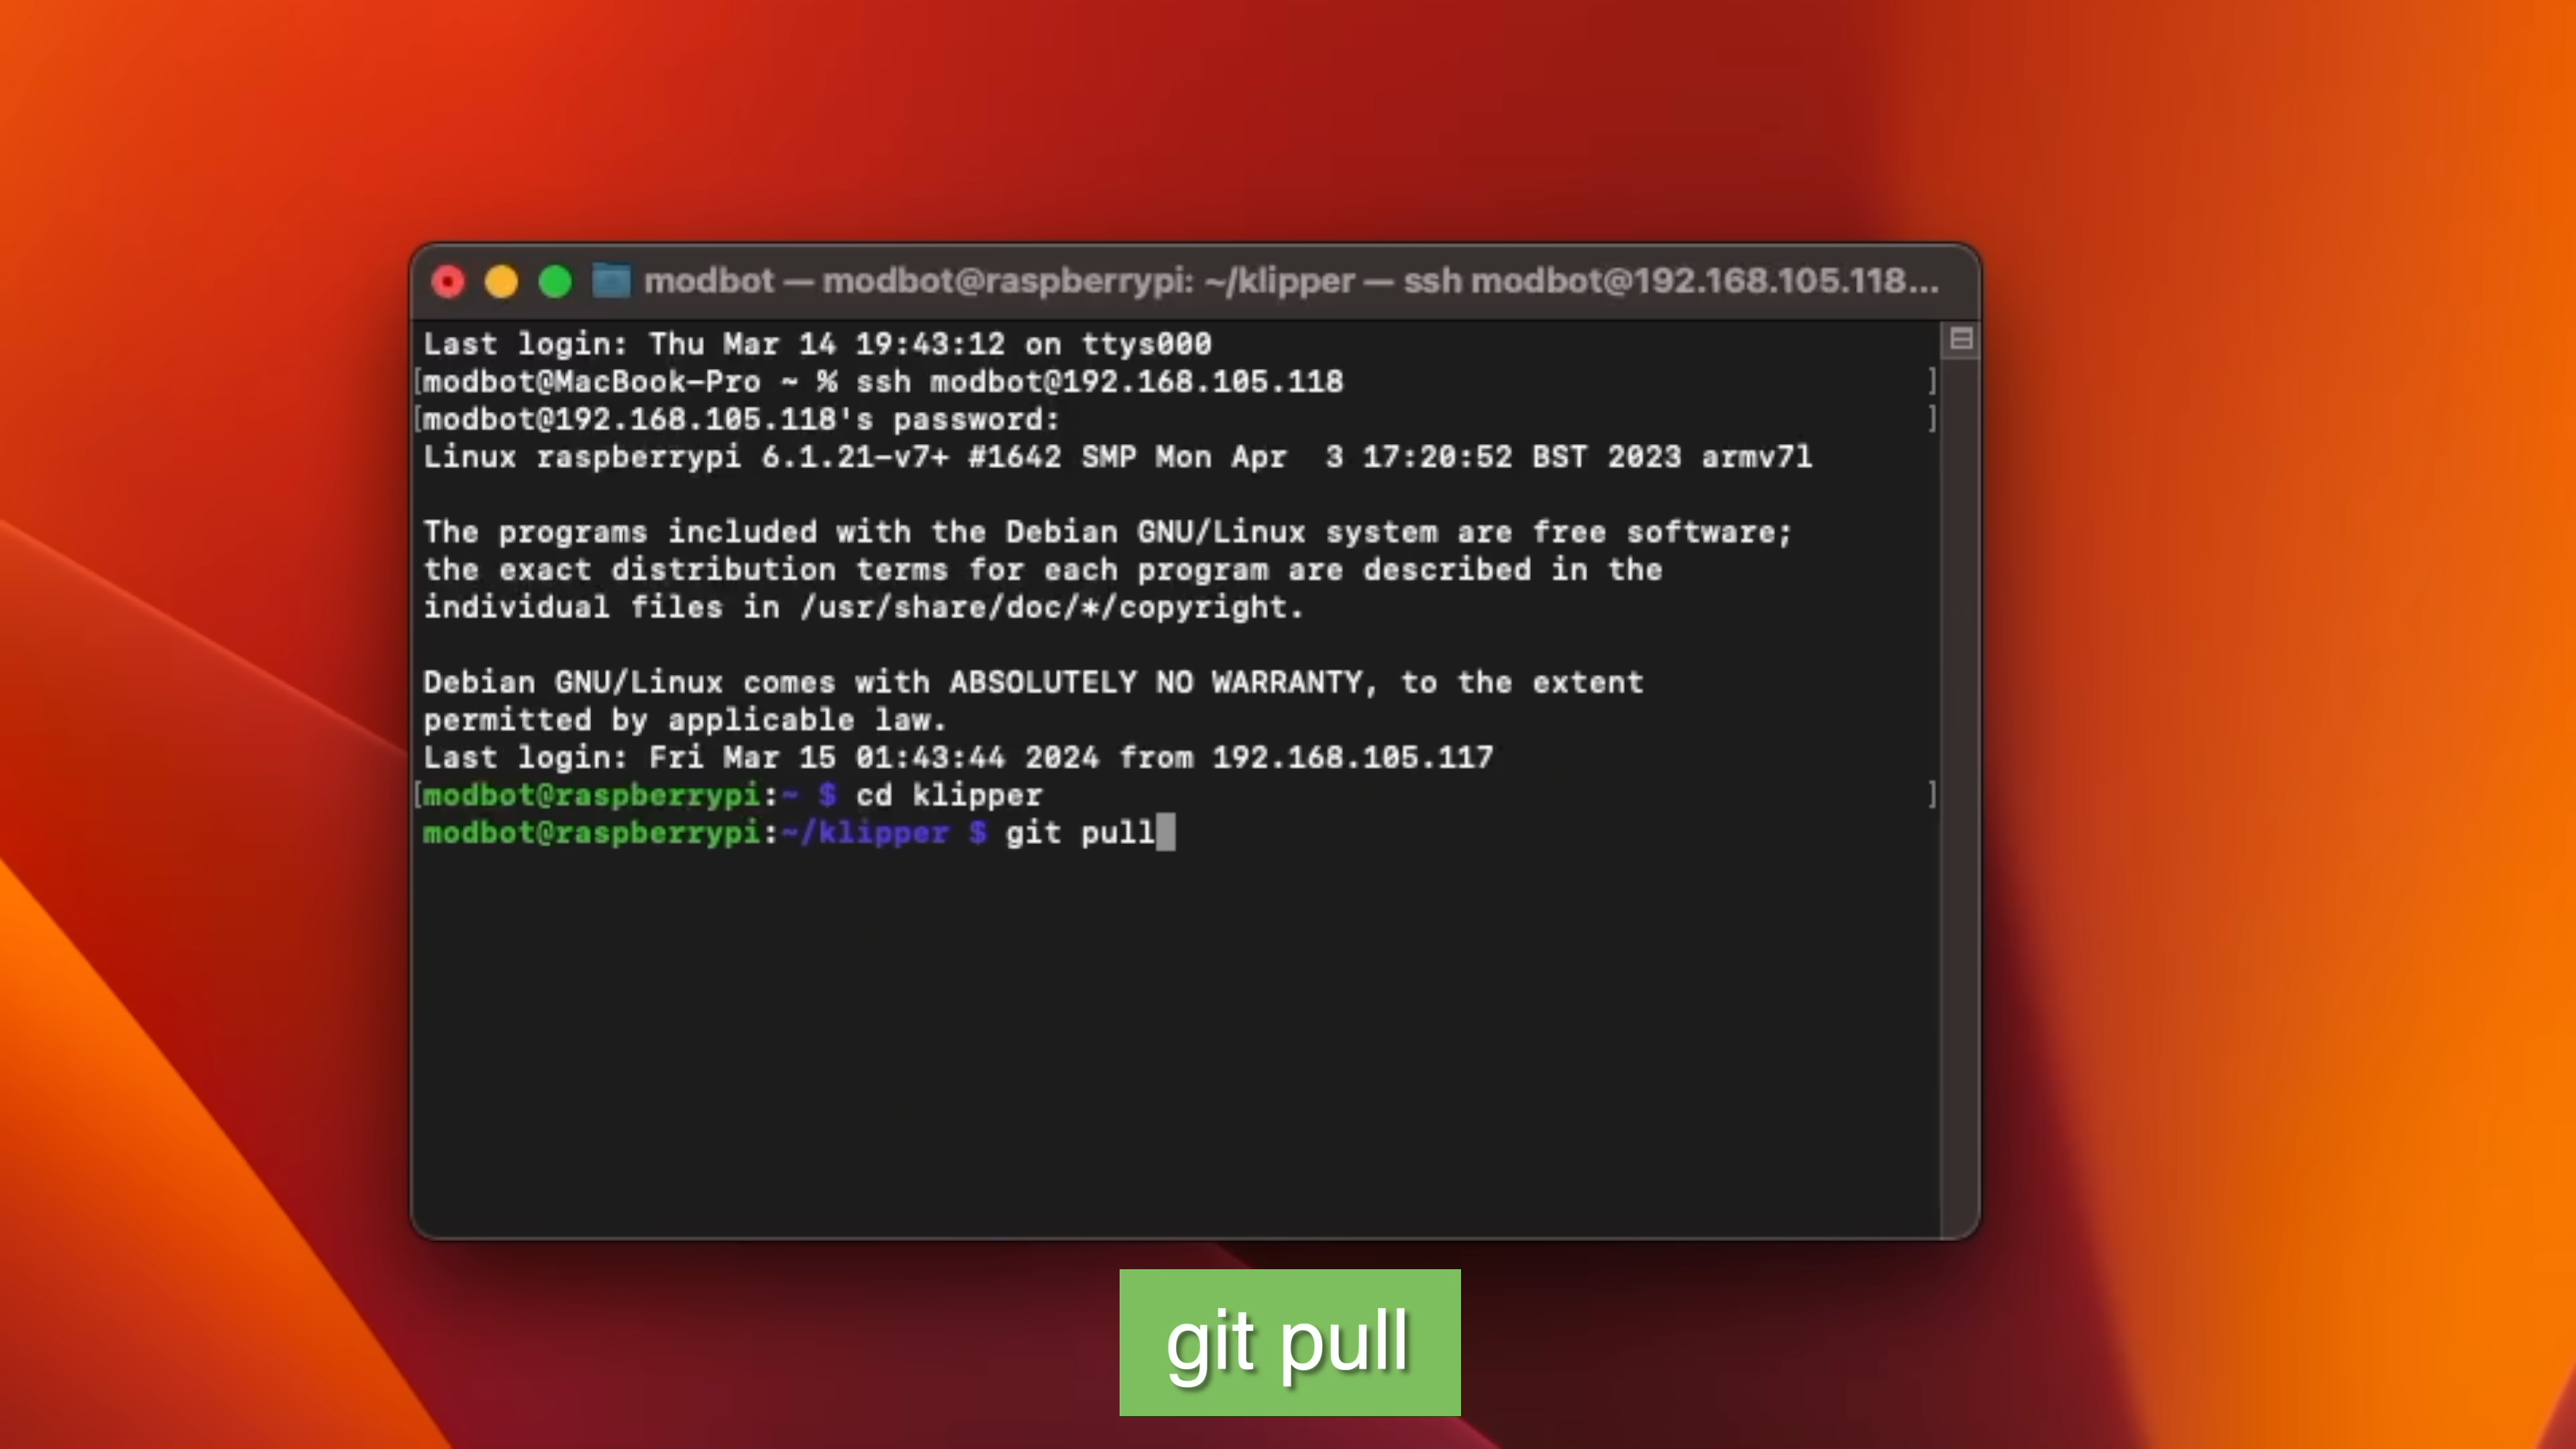 modbot — modbot@raspberrypi: ~/klipper — ssh modbot@192.168.105.118...
Last login: Thu Mar 14 19:43:12 on ttys000
[modbot@MacBook-Pro ~ % ssh modbot@192.168.105.118 ]
[modbot@192.168.105.118's password: ]
Linux raspberrypi 6.1.21-v7+ #1642 SMP Mon Apr  3 17:20:52 BST 2023 armv7l
The programs included with the Debian GNU/Linux system are free software;
the exact distribution terms for each program are described in the
individual files in /usr/share/doc/*/copyright.
Debian GNU/Linux comes with ABSOLUTELY NO WARRANTY, to the extent
permitted by applicable law.
Last login: Fri Mar 15 01:43:44 2024 from 192.168.105.117
[modbot@raspberrypi:~ $ cd klipper ]
modbot@raspberrypi:~/klipper $ git pull
git pull